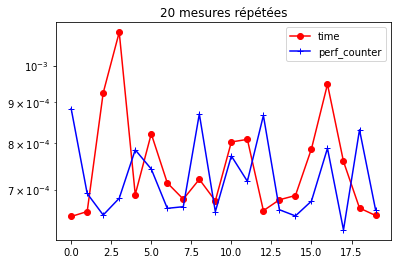 20 mesures répétées
time
perf_counter
10⁻³
9 × 10⁻⁴
8 × 10⁻⁴
7 × 10⁻⁴
0.0 2.5 5.0 7.5 10.0 12.5 15.0 17.5